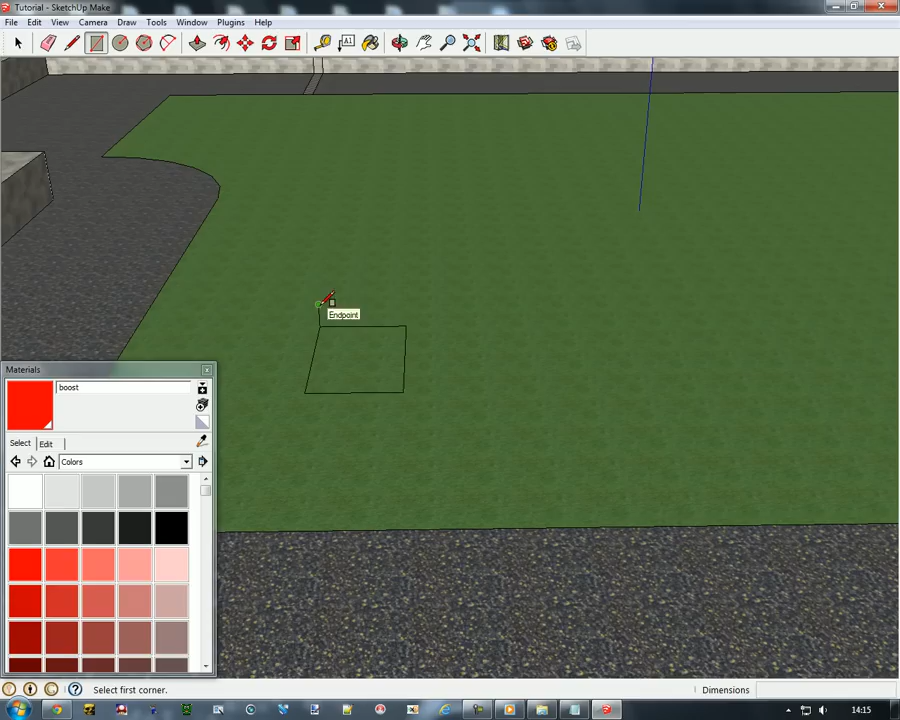 Tutorial - SketchUp Make
File Edit View Camera Draw Tools Window Plugins Help
A1
Endpoint
Materials
boost
Select Edit
Colors
Select first corner.
Dimensions
14:15